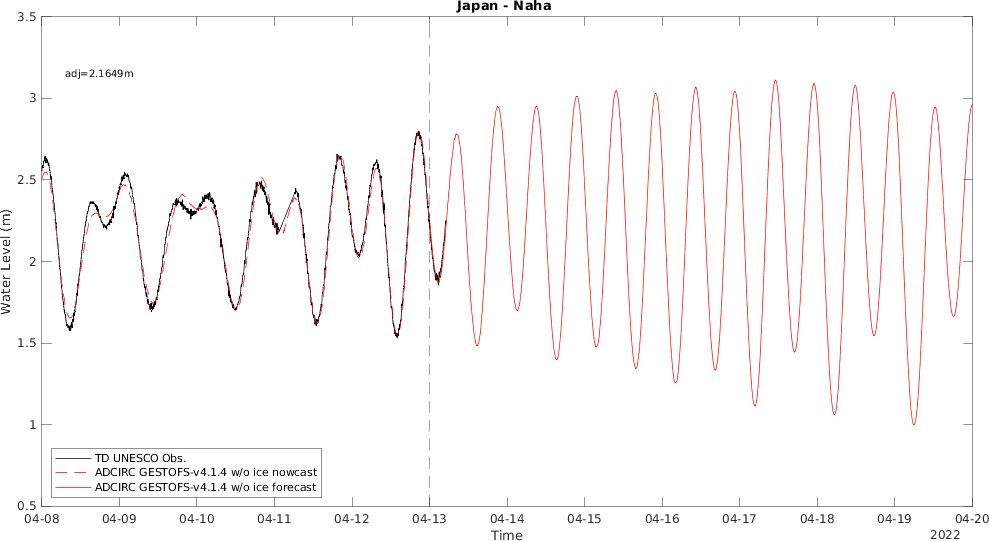 Japan - Naha
3.5
3
2.5
2
1.5
1
0.5
Water Level (m)
adj=2.1649m
TD UNESCO Obs.
ADCIRC GESTOFS-v4.1.4 w/o ice nowcast
ADCIRC GESTOFS-v4.1.4 w/o ice forecast
04-08 04-09 04-10 04-11 04-12 04-13 04-14 04-15 04-16 04-17 04-18 04-19 04-20
Time
2022